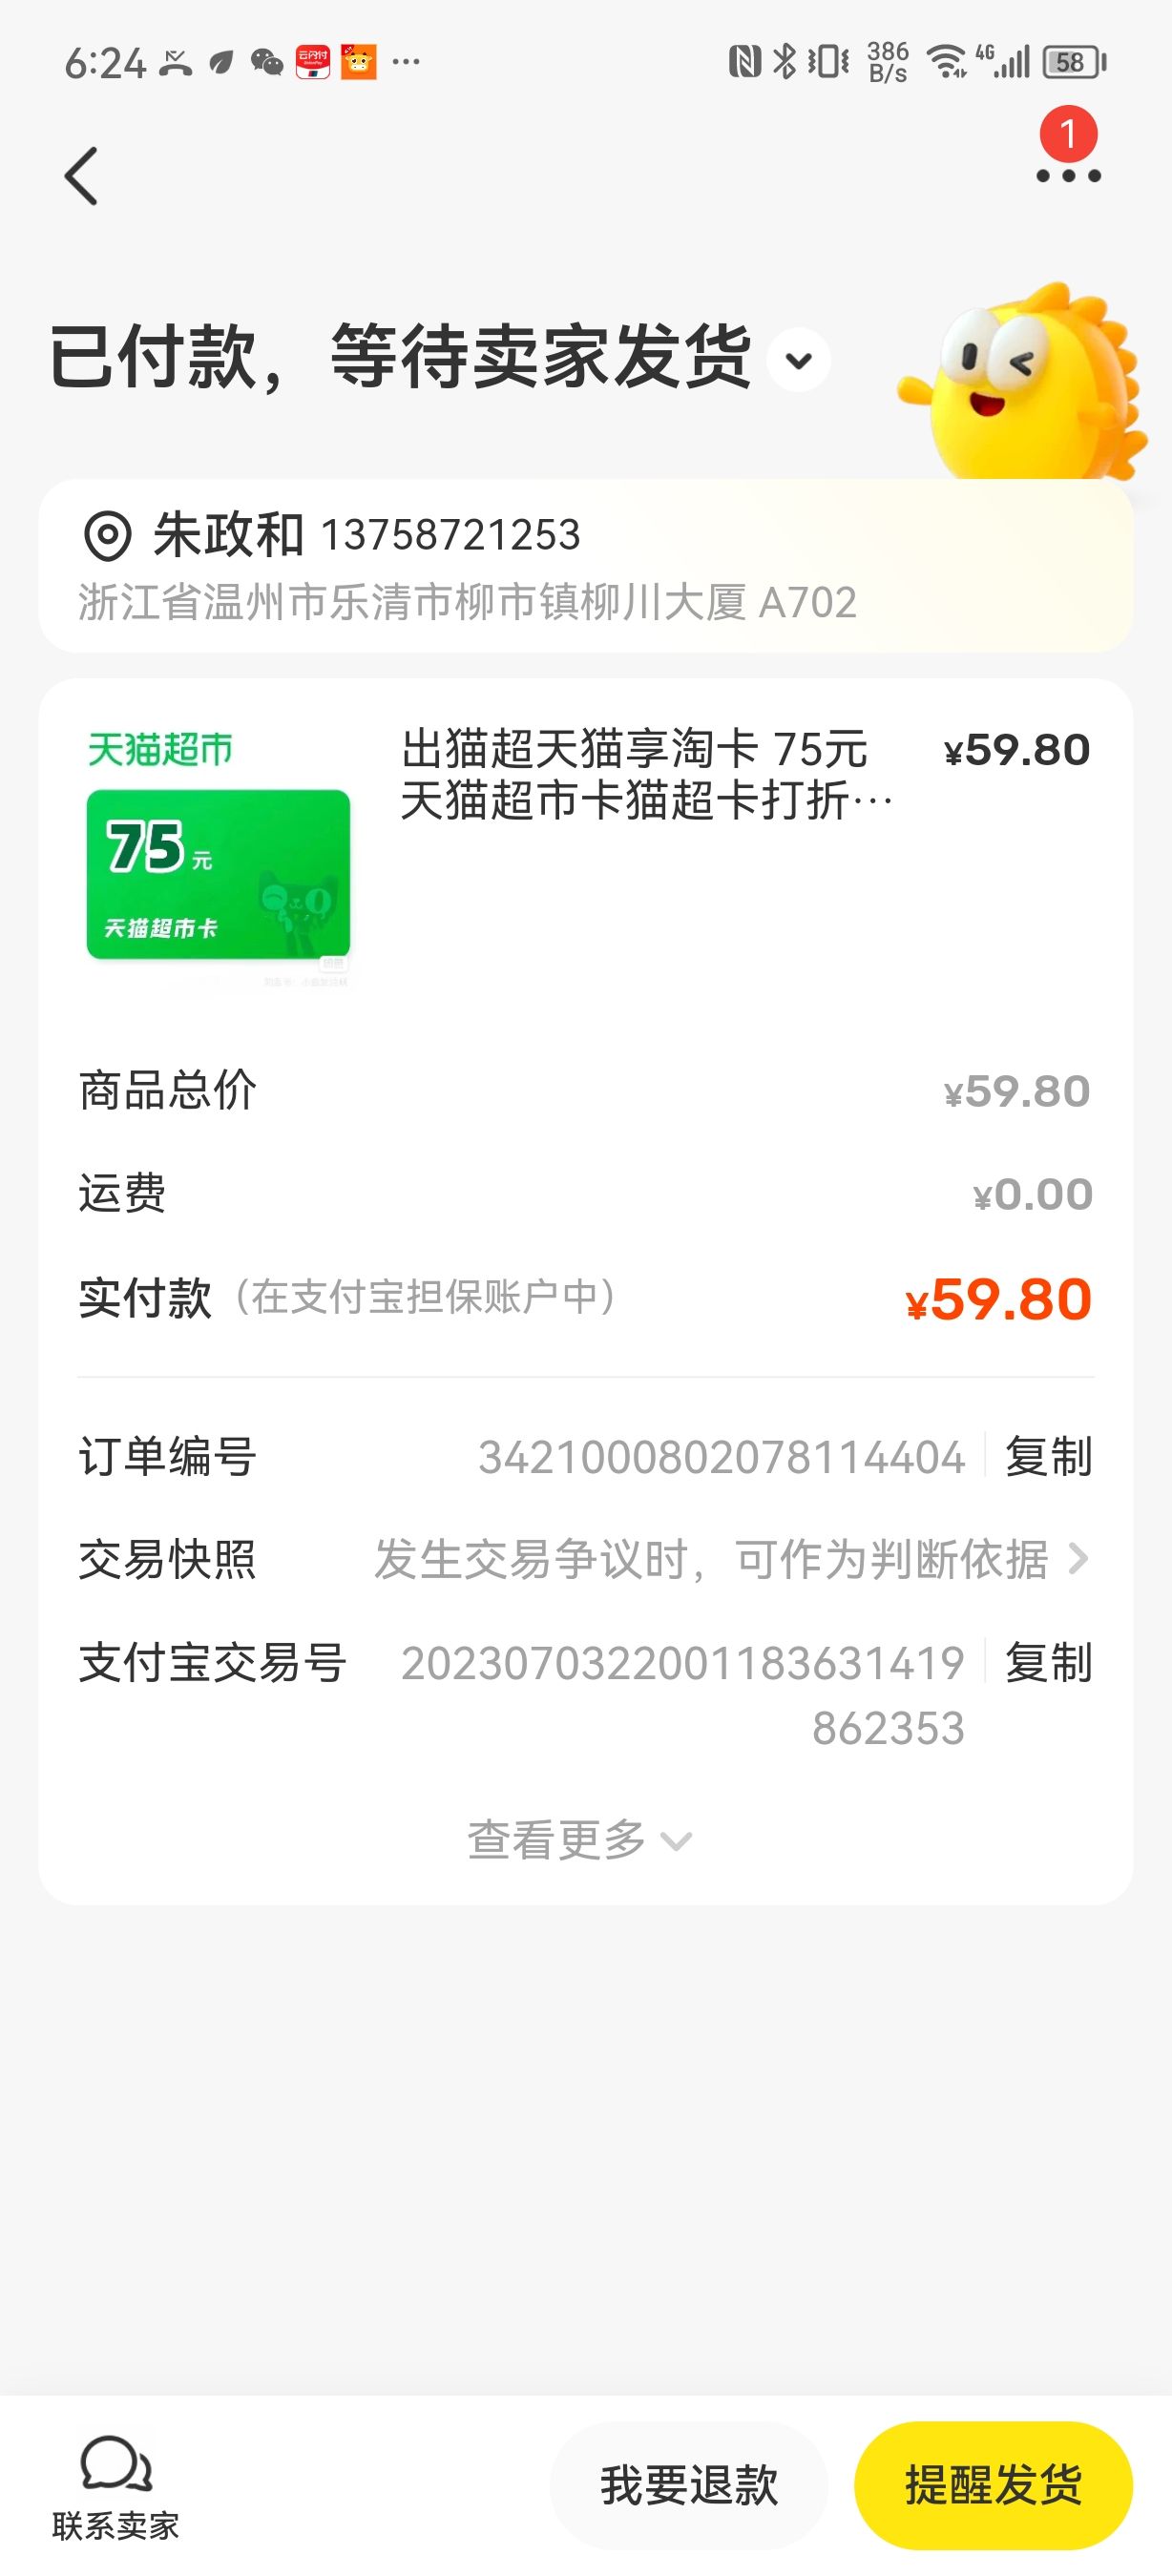 6:24
云闪付
386 B/s
4G
58
1
已付款，等待卖家发货
朱政和 13758721253
浙江省温州市乐清市柳市镇柳川大厦 A702
天猫超市
75元
天猫超市卡
出猫超天猫享淘卡 75元
天猫超市卡猫超卡打折…
¥59.80
商品总价 ¥59.80
运费 ¥0.00
实付款（在支付宝担保账户中） ¥59.80
订单编号 3421000802078114404 复制
交易快照 发生交易争议时，可作为判断依据
支付宝交易号 2023070322001183631419 复制
862353
查看更多
联系卖家
我要退款
提醒发货